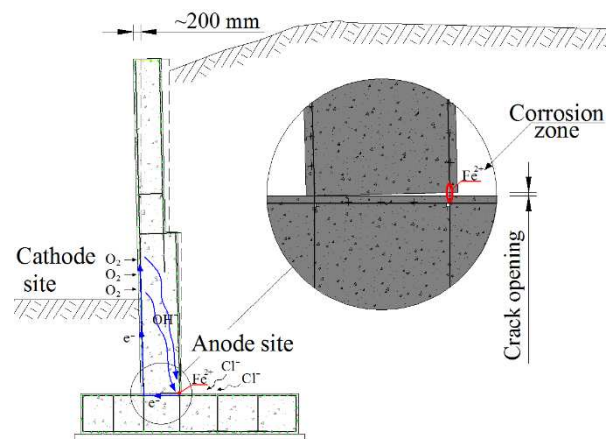 ~200 mm
Corrosion
zone
Fe²⁺
Crack opening
Cathode
site
O₂
O₂
O₂
OH⁻
e⁻
Anode site
Fe²⁺
Cl⁻
Cl⁻
e⁻